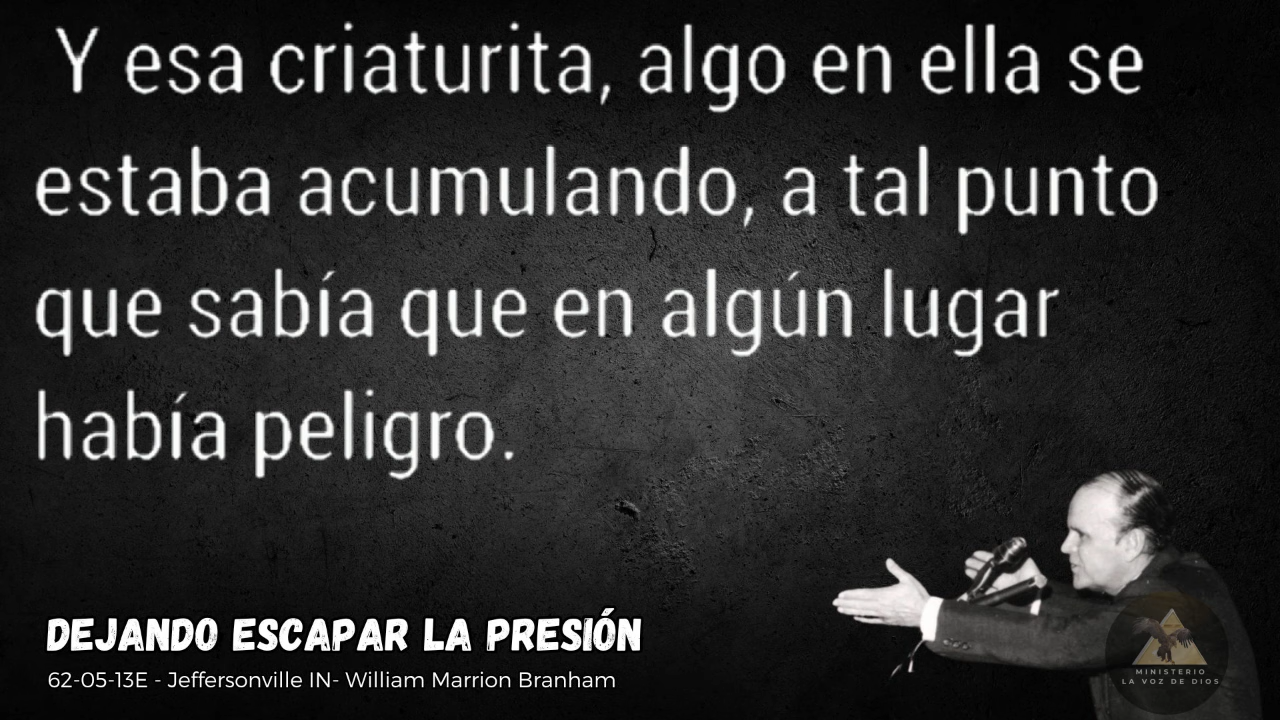 Y esa criaturita, algo en ella se
estaba acumulando, a tal punto
que sabía que en algún lugar
había peligro.
DEJANDO ESCAPAR LA PRESIÓN
62-05-13E - Jeffersonville IN- William Marrion Branham
MINISTERIO
LA VOZ DE DIOS